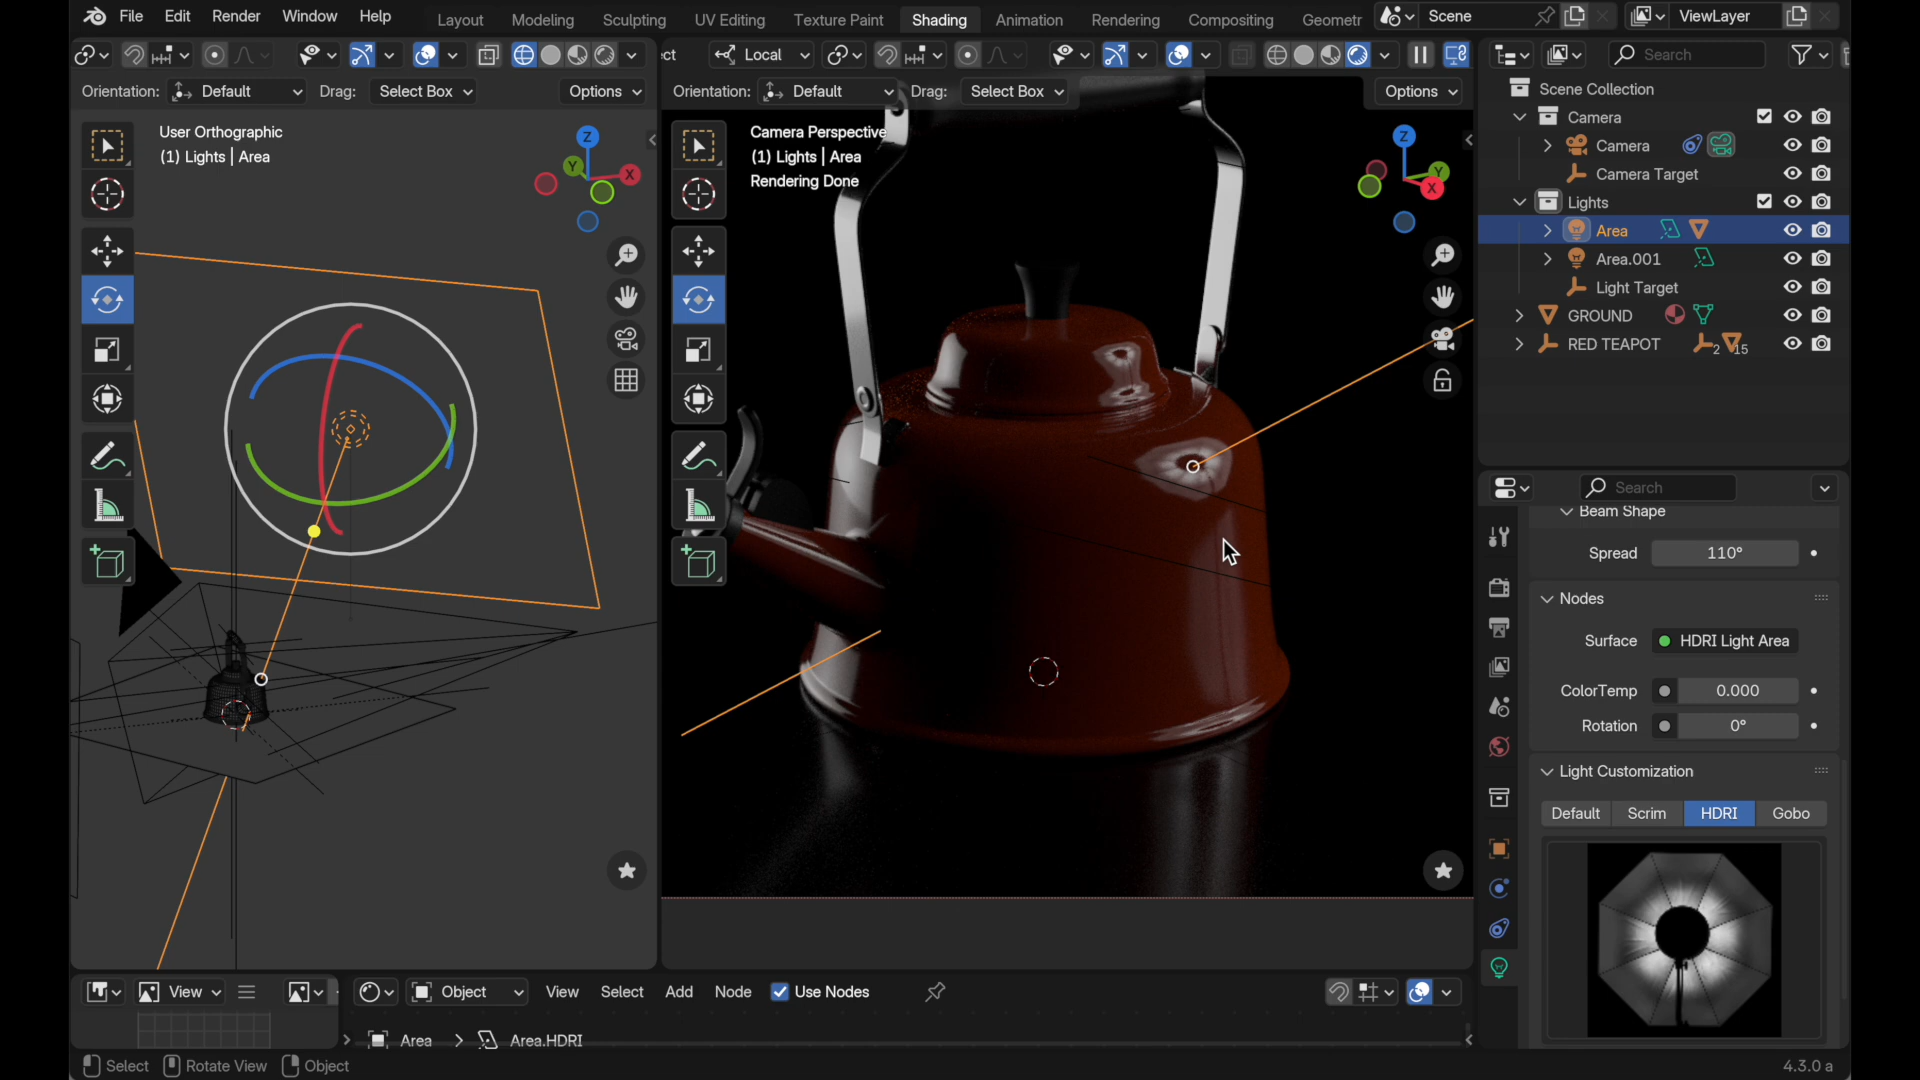 File Edit Render Window Help Layout Modeling Sculpting UV Editing Texture Paint Shading Animation Rendering Compositing Geometr Scene ViewLayer
ect Local Search
Orientation: Default Drag: Select Box Options Orientation: Default Drag: Select Box Options
User Orthographic
(1) Lights | Area
Z
Y
X
Camera Perspective
(1) Lights | Area
Rendering Done
Z
Y
X
Scene Collection
Camera
Camera
Camera Target
Lights
Area
Area.001
Light Target
GROUND
RED TEAPOT 2 15
Search
Beam Shape
Spread 110°
Nodes
Surface HDRI Light Area
ColorTemp 0.000
Rotation 0°
Light Customization
Default Scrim HDRI Gobo
View Object View Select Add Node Use Nodes
Area > Area.HDRI
Select Rotate View Object 4.3.0 a